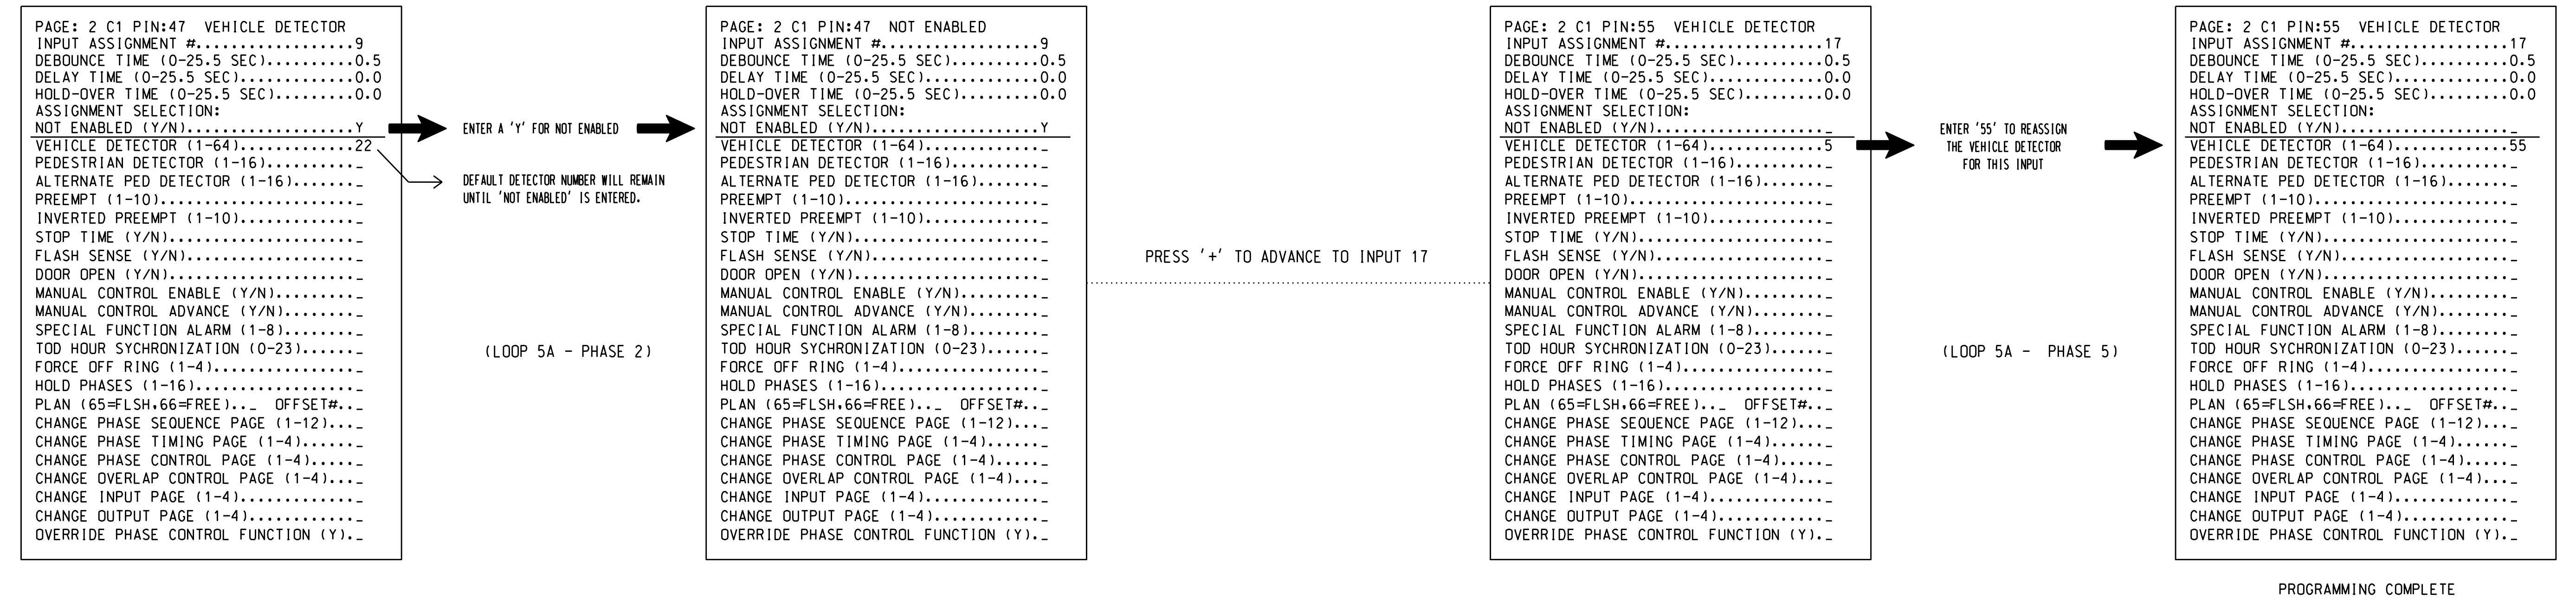 PAGE: 2 C1 PIN:47 VEHICLE DETECTOR
INPUT ASSIGNMENT #..................9
DEBOUNCE TIME (0-25.5 SEC)..........0.5
DELAY TIME (0-25.5 SEC).............0.0
HOLD-OVER TIME (0-25.5 SEC).........0.0
ASSIGNMENT SELECTION:
NOT ENABLED (Y/N)...................Y
VEHICLE DETECTOR (1-64).............22
PEDESTRIAN DETECTOR (1-16).........._
ALTERNATE PED DETECTOR (1-16)......._
PREEMPT (1-10)......................_
INVERTED PREEMPT (1-10)............._
STOP TIME (Y/N)....................._
FLASH SENSE (Y/N)..................._
DOOR OPEN (Y/N)....................._
MANUAL CONTROL ENABLE (Y/N)........._
MANUAL CONTROL ADVANCE (Y/N)........_
SPECIAL FUNCTION ALARM (1-8)........_
TOD HOUR SYCHRONIZATION (0-23)......_
FORCE OFF RING (1-4)................_
HOLD PHASES (1-16).................._
PLAN (65=FLSH,66=FREE).._ OFFSET#.._
CHANGE PHASE SEQUENCE PAGE (1-12)..._
CHANGE PHASE TIMING PAGE (1-4)......_
CHANGE PHASE CONTROL PAGE (1-4)....._
CHANGE OVERLAP CONTROL PAGE (1-4)..._
CHANGE INPUT PAGE (1-4)............._
CHANGE OUTPUT PAGE (1-4)............_
OVERRIDE PHASE CONTROL FUNCTION (Y)._
ENTER A 'Y' FOR NOT ENABLED
DEFAULT DETECTOR NUMBER WILL REMAIN
UNTIL 'NOT ENABLED' IS ENTERED.
(LOOP 5A - PHASE 2)
PAGE: 2 C1 PIN:47 NOT ENABLED
INPUT ASSIGNMENT #..................9
DEBOUNCE TIME (0-25.5 SEC)..........0.5
DELAY TIME (0-25.5 SEC).............0.0
HOLD-OVER TIME (0-25.5 SEC).........0.0
ASSIGNMENT SELECTION:
NOT ENABLED (Y/N)...................Y
VEHICLE DETECTOR (1-64)............._
PEDESTRIAN DETECTOR (1-16).........._
ALTERNATE PED DETECTOR (1-16)......._
PREEMPT (1-10)......................_
INVERTED PREEMPT (1-10)............._
STOP TIME (Y/N)....................._
FLASH SENSE (Y/N)..................._
DOOR OPEN (Y/N)....................._
MANUAL CONTROL ENABLE (Y/N)........._
MANUAL CONTROL ADVANCE (Y/N)........_
SPECIAL FUNCTION ALARM (1-8)........_
TOD HOUR SYCHRONIZATION (0-23)......_
FORCE OFF RING (1-4)................_
HOLD PHASES (1-16).................._
PLAN (65=FLSH,66=FREE).._ OFFSET#.._
CHANGE PHASE SEQUENCE PAGE (1-12)..._
CHANGE PHASE TIMING PAGE (1-4)......_
CHANGE PHASE CONTROL PAGE (1-4)....._
CHANGE OVERLAP CONTROL PAGE (1-4)..._
CHANGE INPUT PAGE (1-4)............._
CHANGE OUTPUT PAGE (1-4)............_
OVERRIDE PHASE CONTROL FUNCTION (Y)._
PRESS '+' TO ADVANCE TO INPUT 17
PAGE: 2 C1 PIN:55 VEHICLE DETECTOR
INPUT ASSIGNMENT #..................17
DEBOUNCE TIME (0-25.5 SEC)..........0.5
DELAY TIME (0-25.5 SEC).............0.0
HOLD-OVER TIME (0-25.5 SEC).........0.0
ASSIGNMENT SELECTION:
NOT ENABLED (Y/N)..................._
VEHICLE DETECTOR (1-64).............5
PEDESTRIAN DETECTOR (1-16).........._
ALTERNATE PED DETECTOR (1-16)......._
PREEMPT (1-10)......................_
INVERTED PREEMPT (1-10)............._
STOP TIME (Y/N)....................._
FLASH SENSE (Y/N)..................._
DOOR OPEN (Y/N)....................._
MANUAL CONTROL ENABLE (Y/N)........._
MANUAL CONTROL ADVANCE (Y/N)........_
SPECIAL FUNCTION ALARM (1-8)........_
TOD HOUR SYCHRONIZATION (0-23)......_
FORCE OFF RING (1-4)................_
HOLD PHASES (1-16).................._
PLAN (65=FLSH,66=FREE).._ OFFSET#.._
CHANGE PHASE SEQUENCE PAGE (1-12)..._
CHANGE PHASE TIMING PAGE (1-4)......_
CHANGE PHASE CONTROL PAGE (1-4)....._
CHANGE OVERLAP CONTROL PAGE (1-4)..._
CHANGE INPUT PAGE (1-4)............._
CHANGE OUTPUT PAGE (1-4)............_
OVERRIDE PHASE CONTROL FUNCTION (Y)._
ENTER '55' TO REASSIGN
THE VEHICLE DETECTOR
FOR THIS INPUT
(LOOP 5A - PHASE 5)
PAGE: 2 C1 PIN:55 VEHICLE DETECTOR
INPUT ASSIGNMENT #..................17
DEBOUNCE TIME (0-25.5 SEC)..........0.5
DELAY TIME (0-25.5 SEC).............0.0
HOLD-OVER TIME (0-25.5 SEC).........0.0
ASSIGNMENT SELECTION:
NOT ENABLED (Y/N)..................._
VEHICLE DETECTOR (1-64).............55
PEDESTRIAN DETECTOR (1-16).........._
ALTERNATE PED DETECTOR (1-16)......._
PREEMPT (1-10)......................_
INVERTED PREEMPT (1-10)............._
STOP TIME (Y/N)....................._
FLASH SENSE (Y/N)..................._
DOOR OPEN (Y/N)....................._
MANUAL CONTROL ENABLE (Y/N)........._
MANUAL CONTROL ADVANCE (Y/N)........_
SPECIAL FUNCTION ALARM (1-8)........_
TOD HOUR SYCHRONIZATION (0-23)......_
FORCE OFF RING (1-4)................_
HOLD PHASES (1-16).................._
PLAN (65=FLSH,66=FREE).._ OFFSET#.._
CHANGE PHASE SEQUENCE PAGE (1-12)..._
CHANGE PHASE TIMING PAGE (1-4)......_
CHANGE PHASE CONTROL PAGE (1-4)....._
CHANGE OVERLAP CONTROL PAGE (1-4)..._
CHANGE INPUT PAGE (1-4)............._
CHANGE OUTPUT PAGE (1-4)............_
OVERRIDE PHASE CONTROL FUNCTION (Y)._
PROGRAMMING COMPLETE